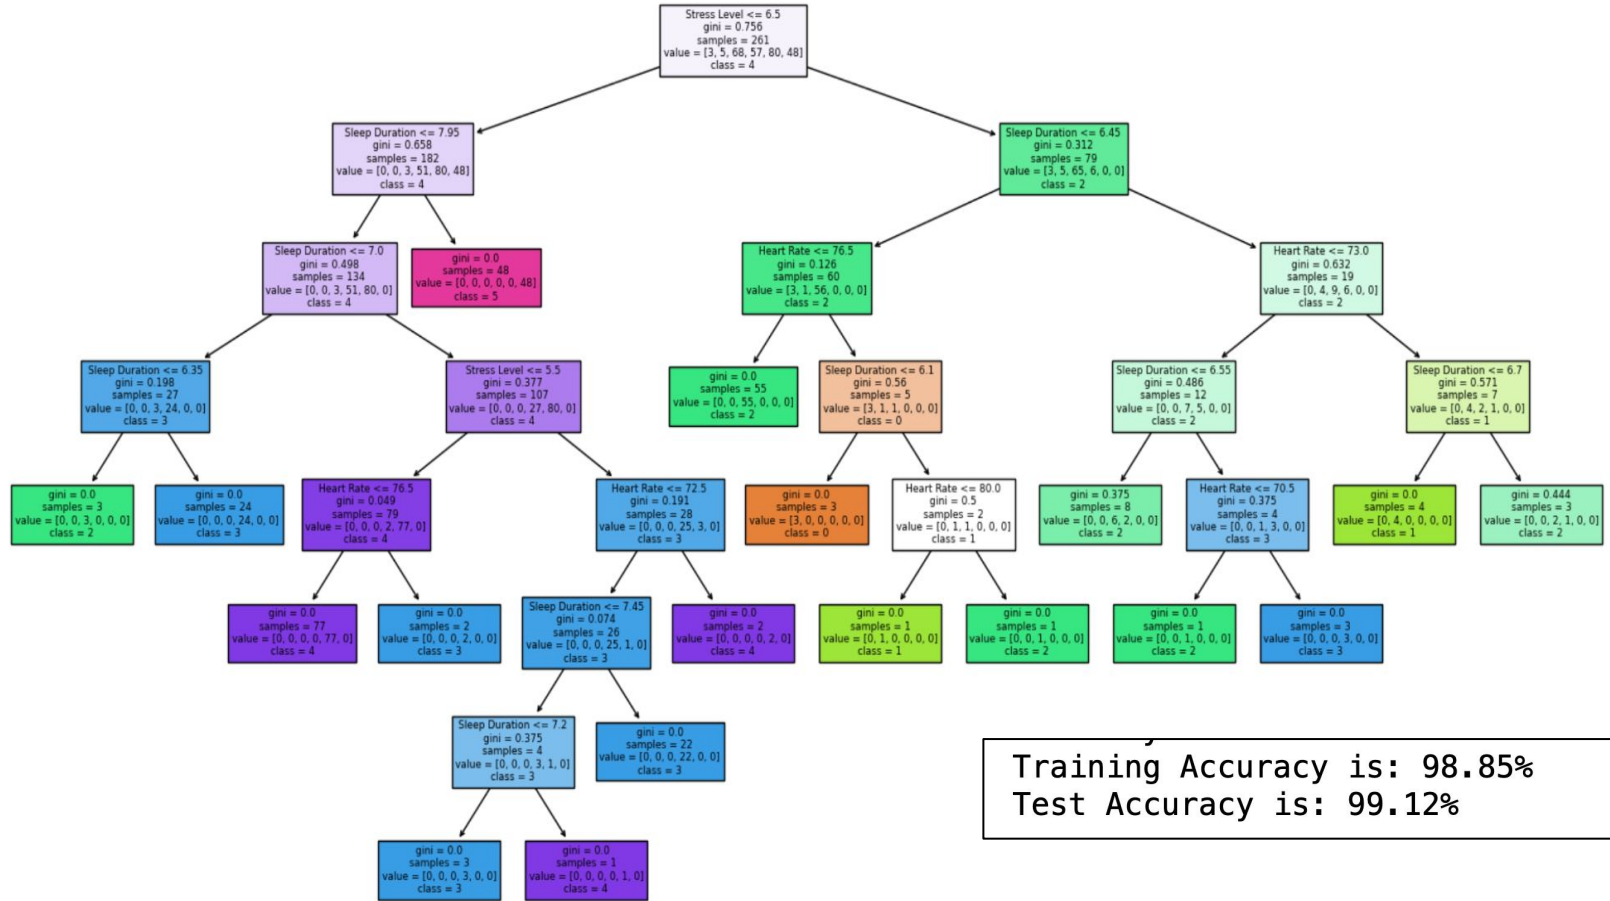 Stress Level <= 6.5
gini = 0.756
samples = 261
value = [3, 5, 68, 57, 80, 48]
class = 4
Sleep Duration <= 7.95
gini = 0.658
samples = 182
value = [0, 0, 3, 51, 80, 48]
class = 4
Sleep Duration <= 6.45
gini = 0.312
samples = 79
value = [3, 5, 65, 6, 0, 0]
class = 2
Sleep Duration <= 7.0
gini = 0.498
samples = 134
value = [0, 0, 3, 51, 80, 0]
class = 4
gini = 0.0
samples = 48
value = [0, 0, 0, 0, 0, 48]
class = 5
Heart Rate <= 76.5
gini = 0.126
samples = 60
value = [3, 1, 56, 0, 0, 0]
class = 2
Heart Rate <= 73.0
gini = 0.632
samples = 19
value = [0, 4, 9, 6, 0, 0]
class = 2
Sleep Duration <= 6.35
gini = 0.198
samples = 27
value = [0, 0, 3, 24, 0, 0]
class = 3
Stress Level <= 5.5
gini = 0.377
samples = 107
value = [0, 0, 0, 27, 80, 0]
class = 4
gini = 0.0
samples = 55
value = [0, 0, 55, 0, 0, 0]
class = 2
Sleep Duration <= 6.1
gini = 0.56
samples = 5
value = [3, 1, 1, 0, 0, 0]
class = 0
Sleep Duration <= 6.55
gini = 0.486
samples = 12
value = [0, 0, 7, 5, 0, 0]
class = 2
Sleep Duration <= 6.7
gini = 0.571
samples = 7
value = [0, 4, 2, 1, 0, 0]
class = 1
gini = 0.0
samples = 3
value = [0, 0, 3, 0, 0, 0]
class = 2
gini = 0.0
samples = 24
value = [0, 0, 0, 24, 0, 0]
class = 3
Heart Rate <= 76.5
gini = 0.049
samples = 79
value = [0, 0, 0, 2, 77, 0]
class = 4
Heart Rate <= 72.5
gini = 0.191
samples = 28
value = [0, 0, 0, 25, 3, 0]
class = 3
gini = 0.0
samples = 3
value = [3, 0, 0, 0, 0, 0]
class = 0
Heart Rate <= 80.0
gini = 0.5
samples = 2
value = [0, 1, 1, 0, 0, 0]
class = 1
gini = 0.375
samples = 8
value = [0, 0, 6, 2, 0, 0]
class = 2
Heart Rate <= 70.5
gini = 0.375
samples = 4
value = [0, 0, 1, 3, 0, 0]
class = 3
gini = 0.0
samples = 4
value = [0, 4, 0, 0, 0, 0]
class = 1
gini = 0.444
samples = 3
value = [0, 0, 2, 1, 0, 0]
class = 2
gini = 0.0
samples = 77
value = [0, 0, 0, 0, 77, 0]
class = 4
gini = 0.0
samples = 2
value = [0, 0, 0, 2, 0, 0]
class = 3
Sleep Duration <= 7.45
gini = 0.074
samples = 26
value = [0, 0, 0, 25, 1, 0]
class = 3
gini = 0.0
samples = 2
value = [0, 0, 0, 0, 2, 0]
class = 4
gini = 0.0
samples = 1
value = [0, 1, 0, 0, 0, 0]
class = 1
gini = 0.0
samples = 1
value = [0, 0, 1, 0, 0, 0]
class = 2
gini = 0.0
samples = 1
value = [0, 0, 1, 0, 0, 0]
class = 2
gini = 0.0
samples = 3
value = [0, 0, 0, 3, 0, 0]
class = 3
Sleep Duration <= 7.2
gini = 0.375
samples = 4
value = [0, 0, 0, 3, 1, 0]
class = 3
gini = 0.0
samples = 22
value = [0, 0, 0, 22, 0, 0]
class = 3
gini = 0.0
samples = 3
value = [0, 0, 0, 3, 0, 0]
class = 3
gini = 0.0
samples = 1
value = [0, 0, 0, 0, 1, 0]
class = 4
Training Accuracy is: 98.85%
Test Accuracy is: 99.12%